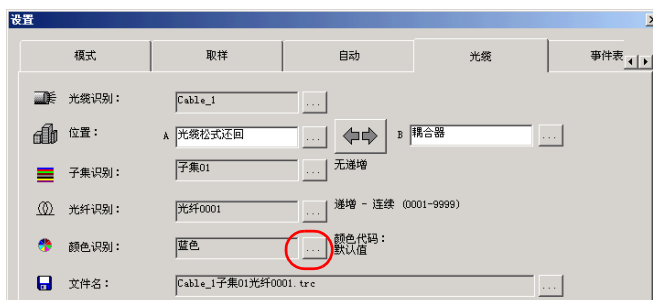 设置
模式 取样 自动 光缆 事件表
光缆识别： Cable_1 ...
位置： A 光缆松式还回 ... B 耦合器 ...
子集识别： 子集01 ... 无递增
光纤识别： 光纤0001 ... 递增 - 连续 (0001-9999)
颜色识别： 蓝色 ... 颜色代码：
默认值
文件名： Cable_1子集01光纤0001.trc ...